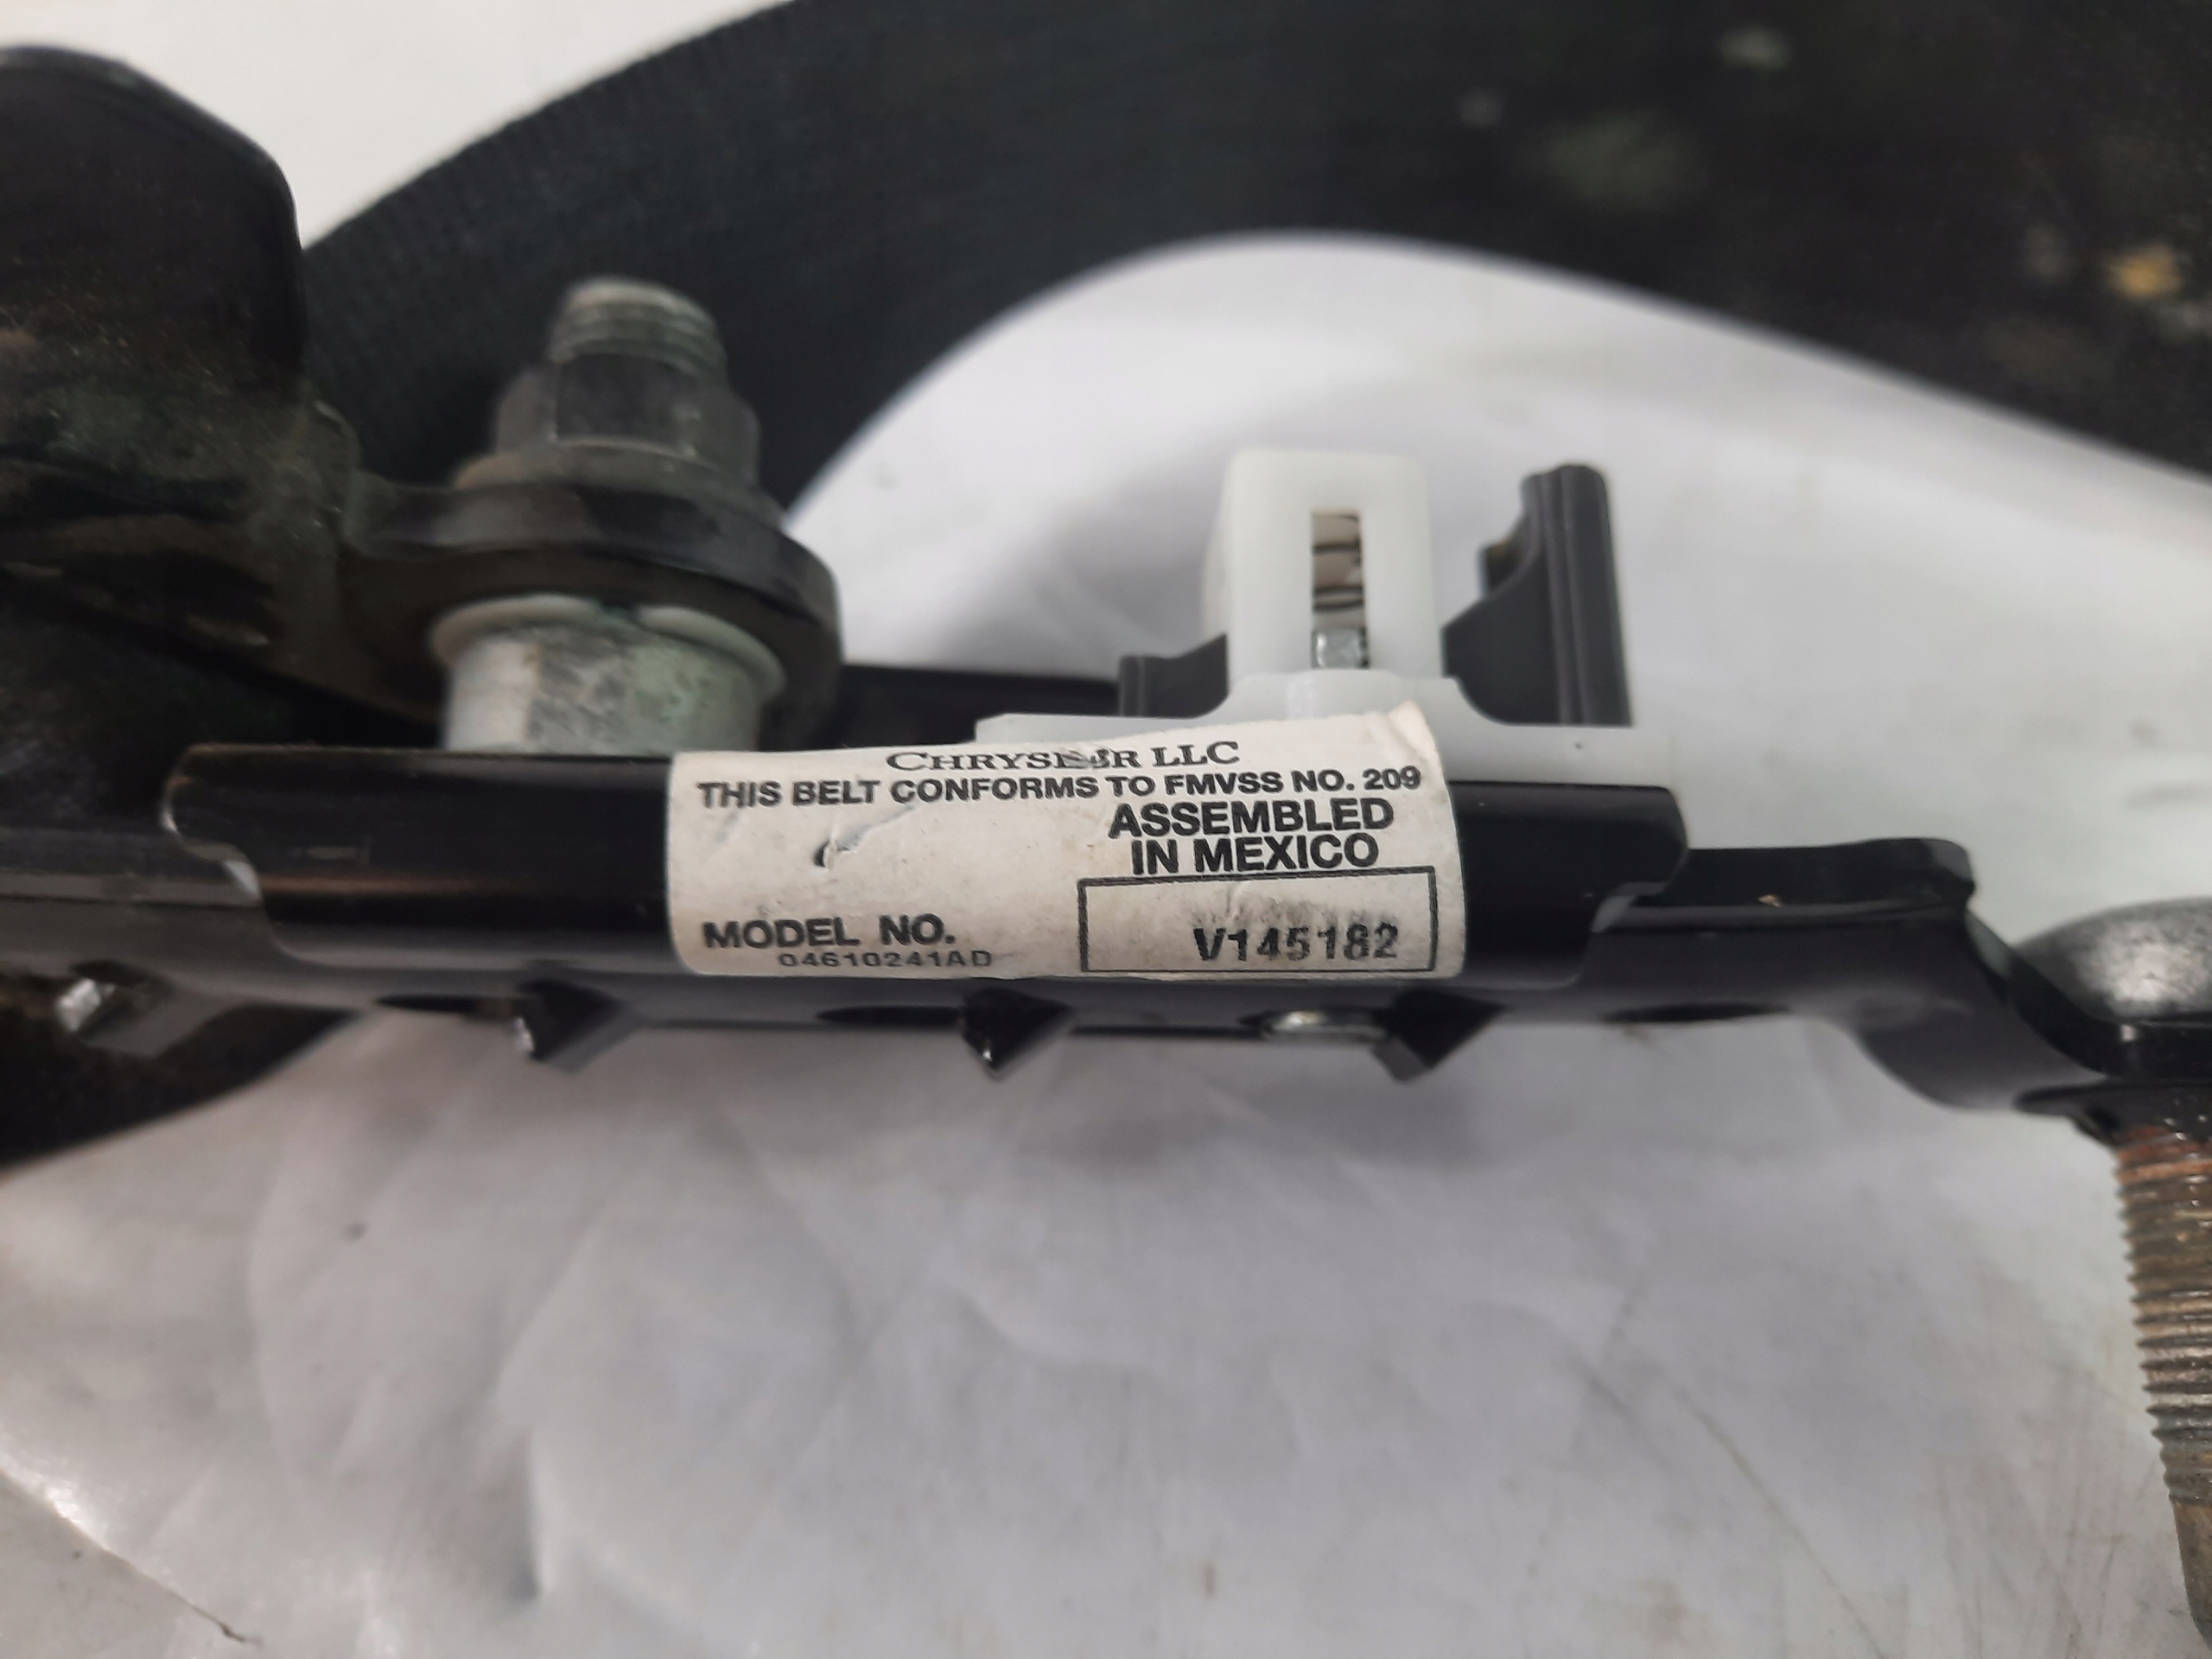 CHRYSLER LLC
THIS BELT CONFORMS TO FMVSS NO. 209
ASSEMBLED
IN MEXICO
MODEL NO.
04610241AD
V145182